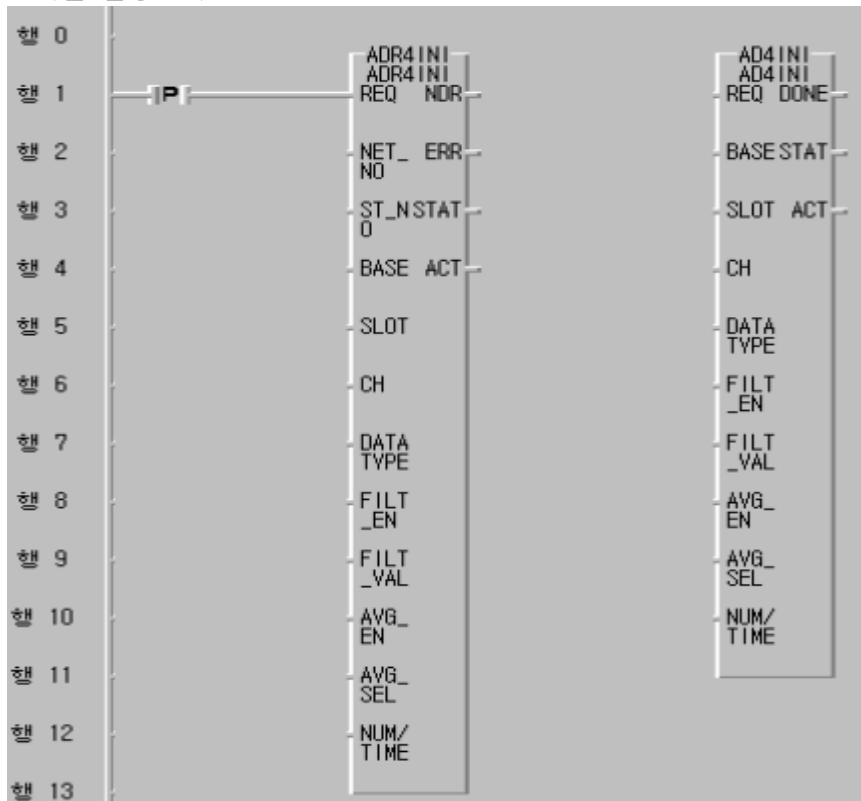 행 0
ADR4INI
AD4INI
ADR4INI
AD4INI
행 1
P
REQ NDR
REQ DONE
행 2
NET_ ERR
NO
BASE STAT
행 3
ST_N STAT
O
SLOT ACT
행 4
BASE ACT
CH
행 5
SLOT
DATA
TYPE
행 6
CH
FILT
_EN
행 7
DATA
TYPE
FILT
_VAL
행 8
FILT
_EN
AVG_
EN
행 9
FILT
_VAL
AVG_
SEL
행 10
AVG_
EN
NUM/
TIME
행 11
AVG_
SEL
행 12
NUM/
TIME
행 13